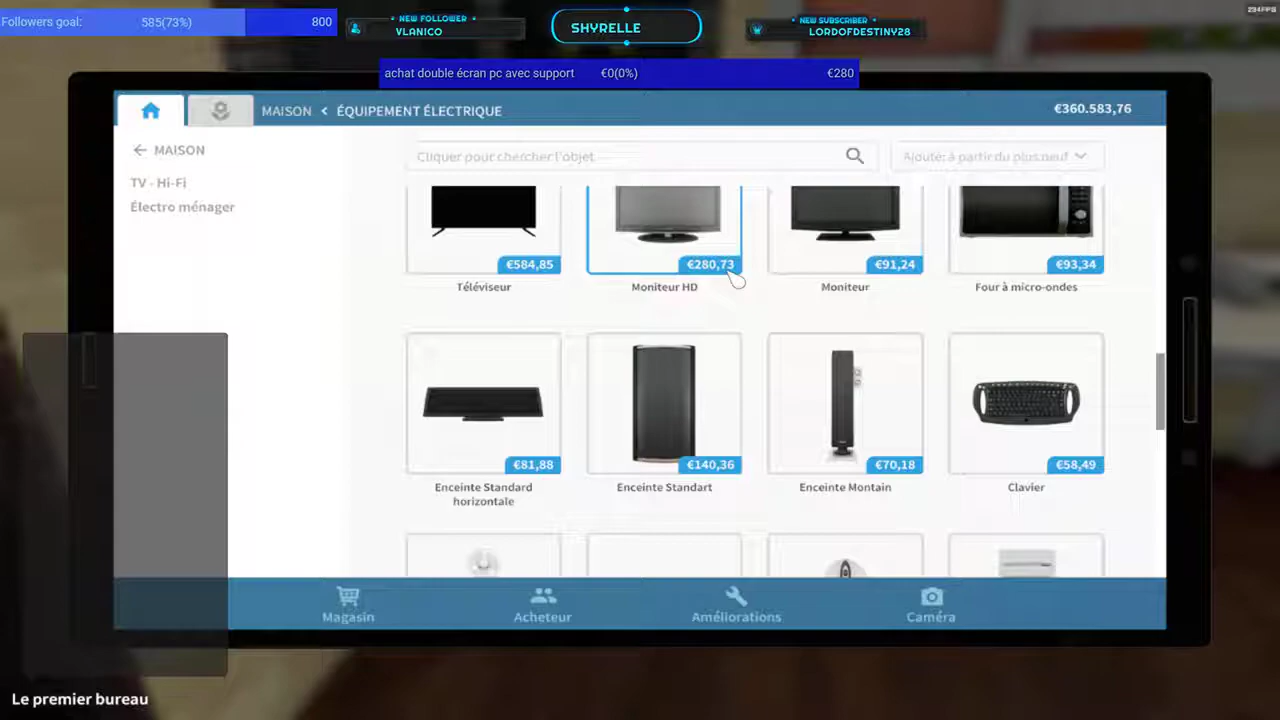 Followers goal: 585(73%) 800
NEW FOLLOWER
VLANICO
SHYRELLE
NEW SUBSCRIBER
LORDOFDESTINY28
294FPS
achat double écran pc avec support €0(0%) €280
MAISON < ÉQUIPEMENT ÉLECTRIQUE
€360.583,76
MAISON
TV - Hi-Fi
Électro ménager
Cliquer pour chercher l'objet
Ajouté: à partir du plus neuf
€584,85
€280,73
€91,24
€93,34
Téléviseur
Moniteur HD
Moniteur
Four à micro-ondes
€81,88
€140,36
€70,18
€58,49
Enceinte Standard horizontale
Enceinte Standart
Enceinte Montain
Clavier
Magasin
Acheteur
Améliorations
Caméra
Le premier bureau